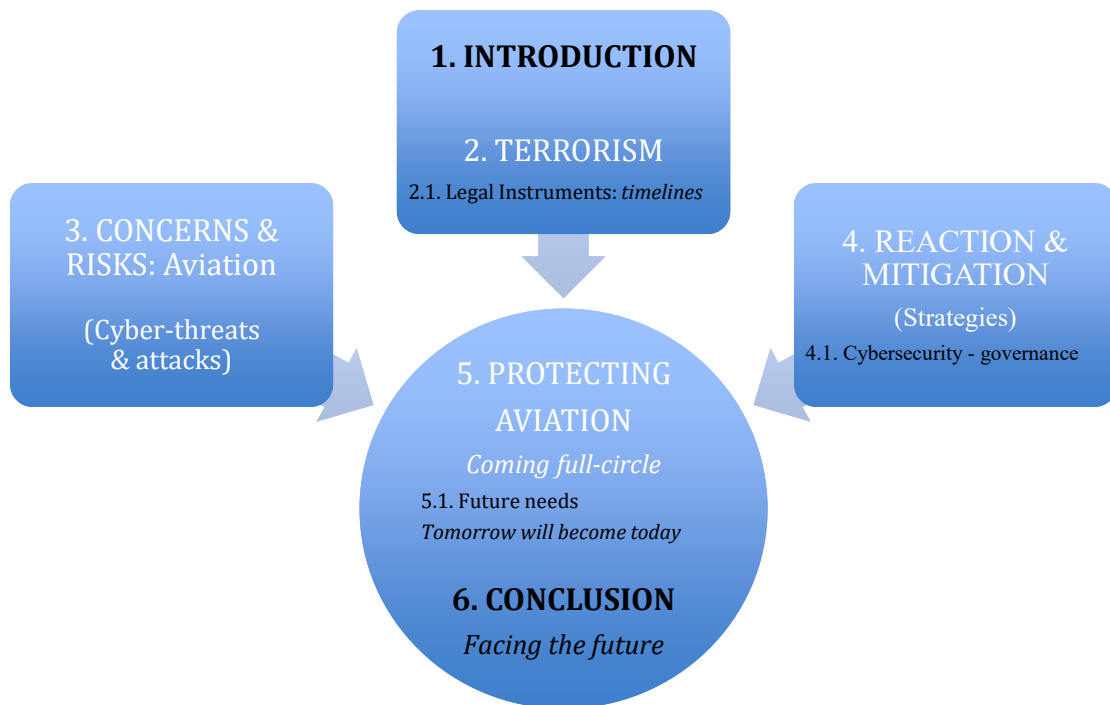 1. INTRODUCTION
2. TERRORISM
2.1. Legal Instruments: timelines
3. CONCERNS &
RISKS: Aviation
(Cyber-threats
& attacks)
4. REACTION &
MITIGATION
(Strategies)
4.1. Cybersecurity - governance
5. PROTECTING
AVIATION
Coming full-circle
5.1. Future needs
Tomorrow will become today
6. CONCLUSION
Facing the future